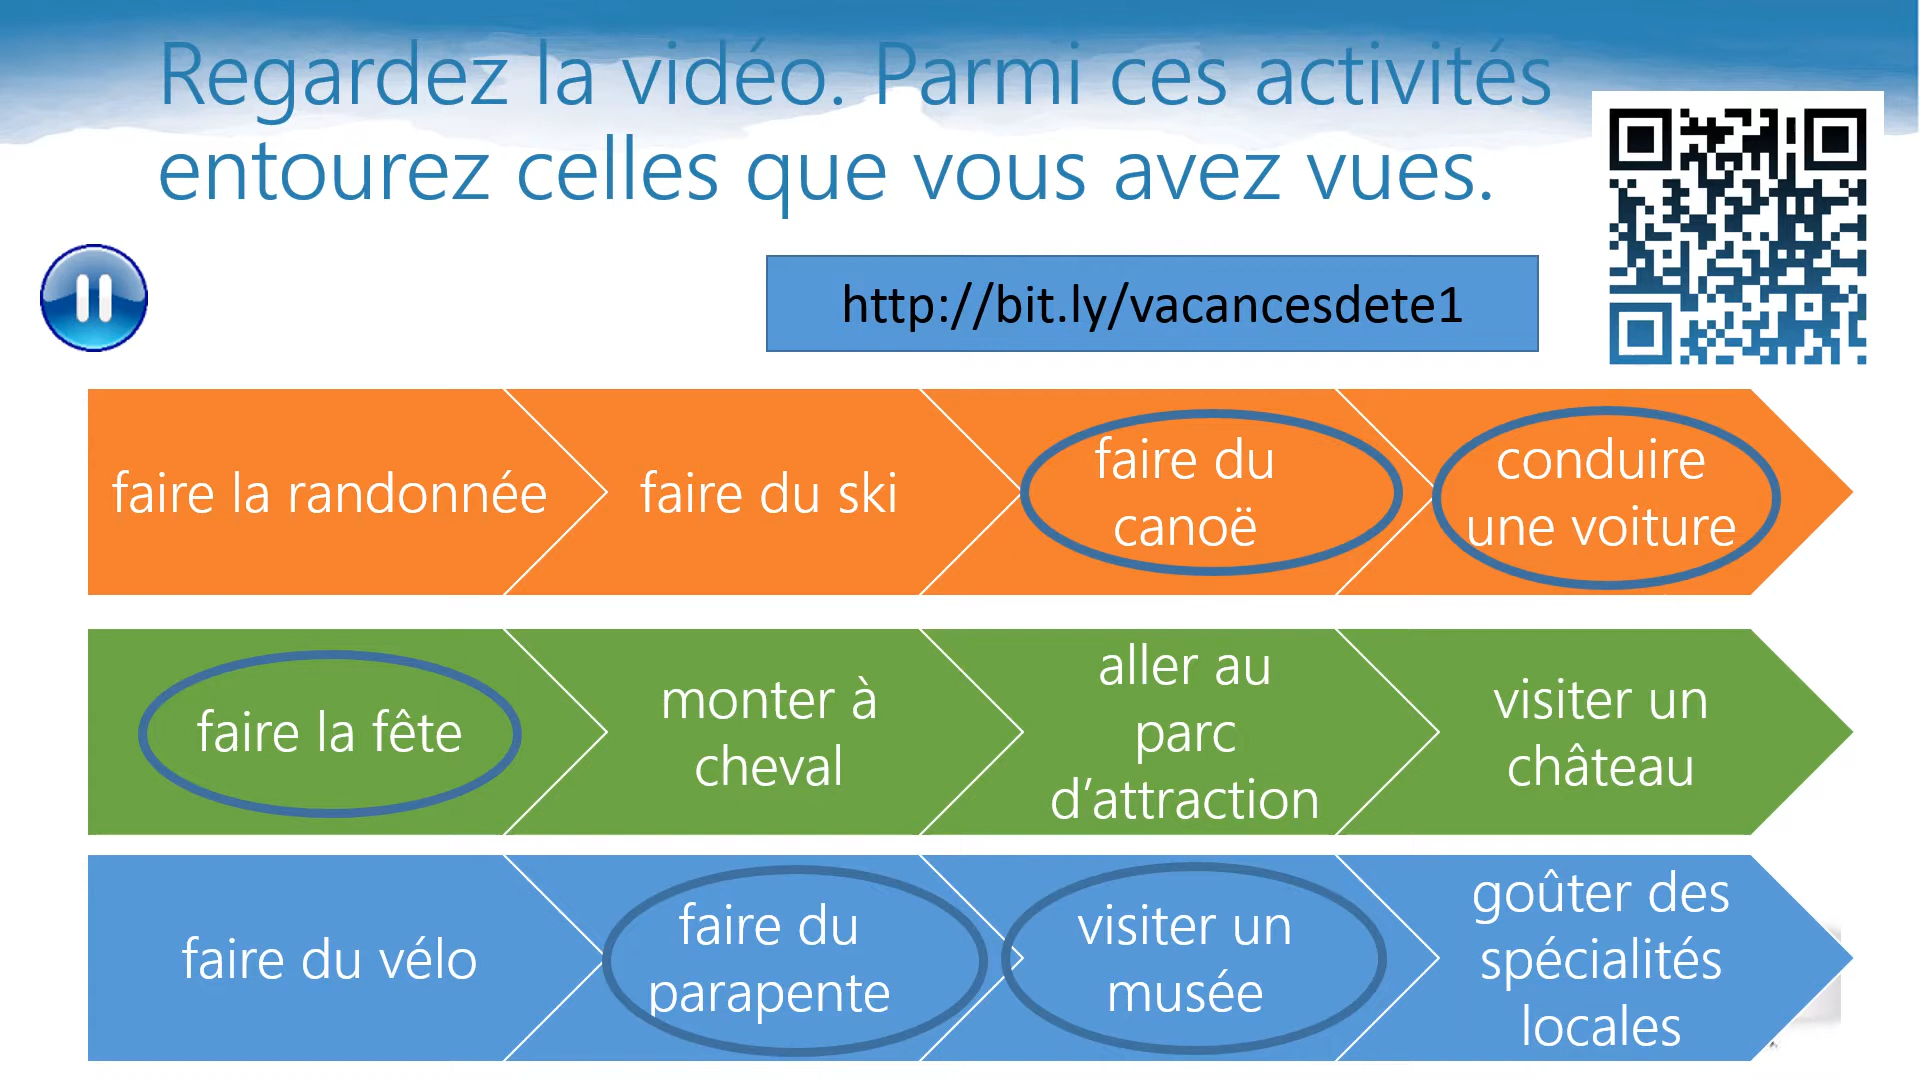 Regardez la vidéo. Parmi ces activités
entourez celles que vous avez vues.
http://bit.ly/vacancesdete1
faire la randonnée
faire du ski
faire du
canoë
conduire
une voiture
faire la fête
monter à
cheval
aller au
parc
d’attraction
visiter un
château
faire du vélo
faire du
parapente
visiter un
musée
goûter des
spécialités
locales